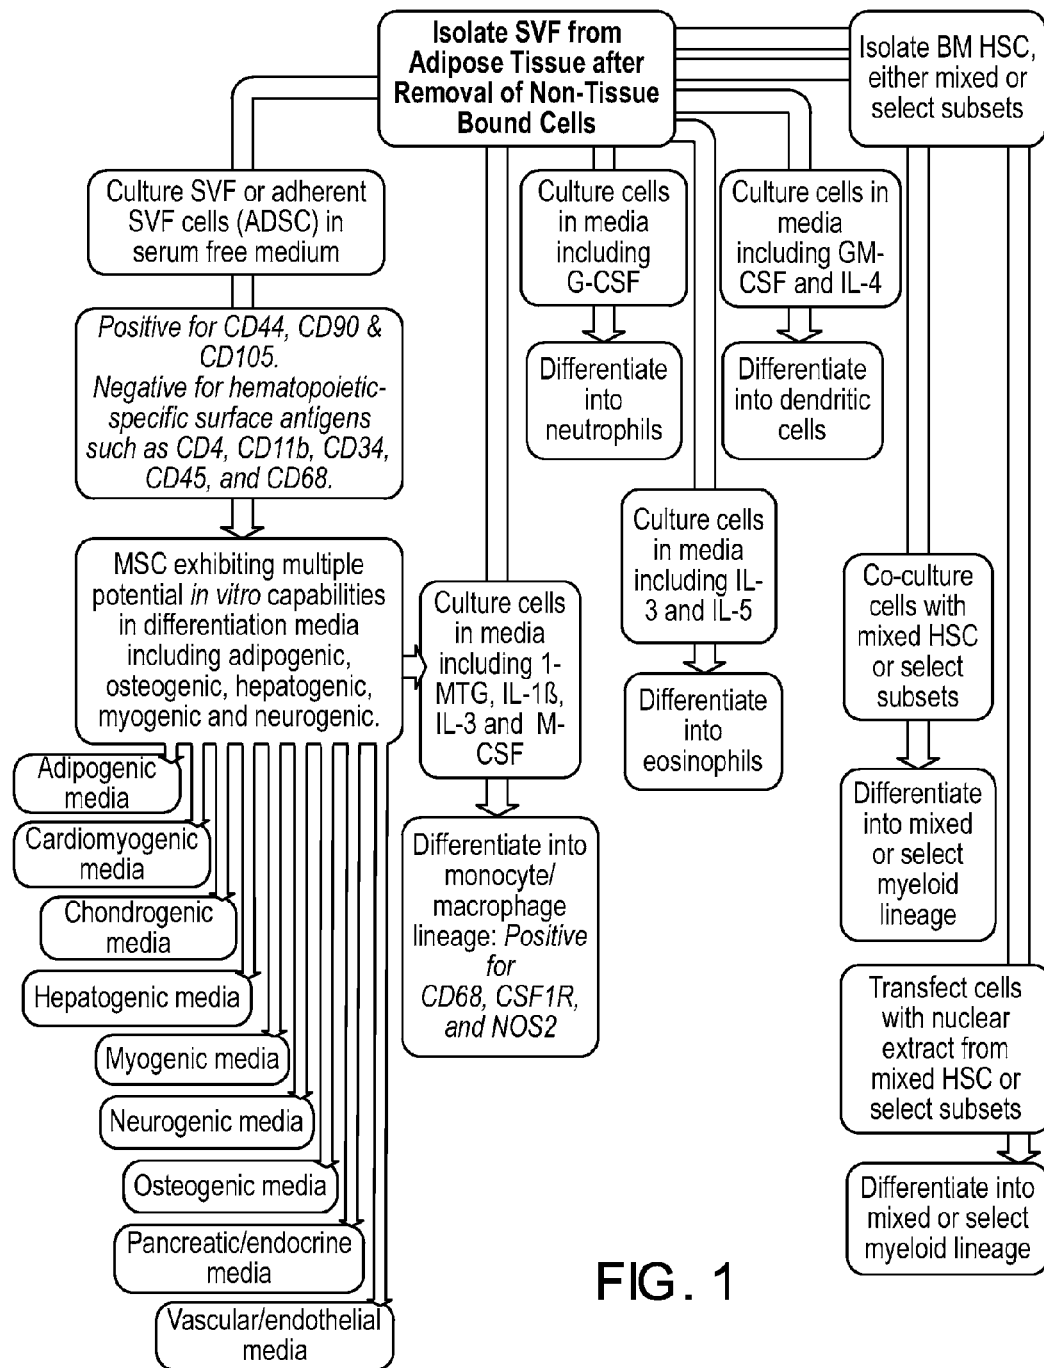 Isolate SVF from
Adipose Tissue after
Removal of Non-Tissue
Bound Cells
Isolate BM HSC,
either mixed or
select subsets
Culture SVF or adherent
SVF cells (ADSC) in
serum free medium
Culture cells
in media
including
G-CSF
Culture cells in
media
including GM-
CSF and IL-4
Positive for CD44, CD90 &
CD105.
Negative for hematopoietic-
specific surface antigens
such as CD4, CD11b, CD34,
CD45, and CD68.
Differentiate
into
neutrophils
Differentiate
into dendritic
cells
Culture cells
in media
including IL-
3 and IL-5
MSC exhibiting multiple
potential in vitro capabilities
in differentiation media
including adipogenic,
osteogenic, hepatogenic,
myogenic and neurogenic.
Culture cells
in media
including 1-
MTG, IL-1ß,
IL-3 and M-
CSF
Co-culture
cells with
mixed HSC
or select
subsets
Differentiate
into
eosinophils
Adipogenic
media
Cardiomyogenic
media
Chondrogenic
media
Hepatogenic media
Myogenic media
Neurogenic media
Osteogenic media
Pancreatic/endocrine
media
Vascular/endothelial
media
Differentiate into
monocyte/
macrophage
lineage: Positive
for
CD68, CSF1R,
and NOS2
Differentiate
into mixed
or select
myeloid
lineage
Transfect cells
with nuclear
extract from
mixed HSC or
select subsets
Differentiate into
mixed or select
myeloid lineage
FIG. 1